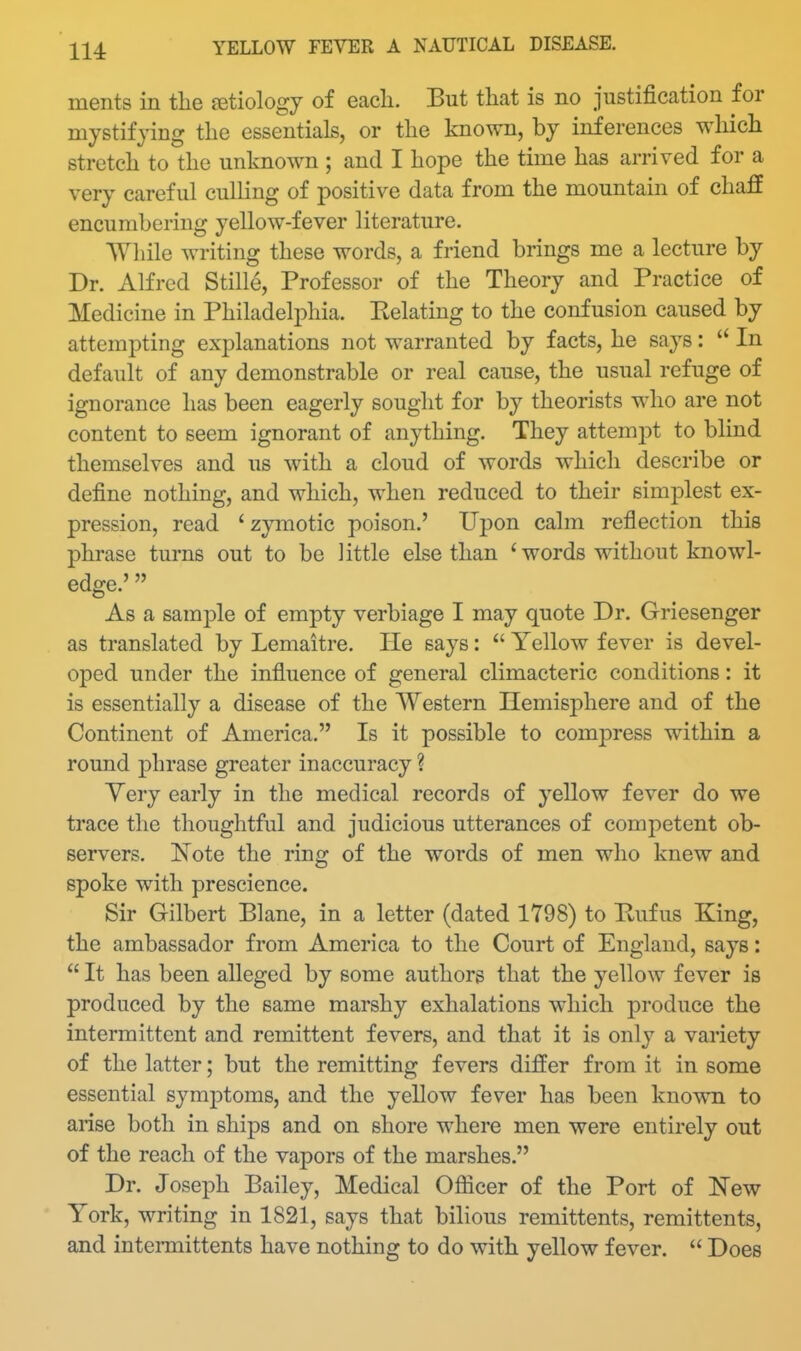 114 YELLOW FEVER A NAUTICAL DISEASE.
ments in the ætiology of each. But that is no justification for
mystifying the essentials, or the known, by inferences which
stretch to the unknown ; and I hope the time has arrived for a
very careful culling of positive data from the mountain of chaff
encumbering yellow-fever literature.
While writing these words, a friend brings me a lecture by
Dr. Alfred Stillé, Professor of the Theory and Practice of
Medicine in Philadelphia. Relating to the confusion caused by
attempting explanations not warranted by facts, he says: “ In
default of any demonstrable or real cause, the usual refuge of
ignorance has been eagerly sought for by theorists who are not
content to seem ignorant of anything. They attempt to blind
themselves and us with a cloud of words which describe or
define nothing, and which, when reduced to their simplest ex-
pression, read ‘ zymotic poison.’ Upon calm reflection this
phrase turns out to be little else than ‘ words without knowl-
edge.’ ”
As a sample of empty verbiage I may quote Dr. Griesenger
as translated by Lemaître. He says: “ Yellow fever is devel-
oped under the influence of general climacteric conditions: it
is essentially a disease of the Western Hemisphere and of the
Continent of America.” Is it possible to compress within a
round phrase greater inaccuracy ?
Very early in the medical records of yellow fever do we
trace the thoughtful and judicious utterances of competent ob-
servers. Note the ring of the words of men who knew and
spoke with prescience.
Sir Gilbert Blane, in a letter (dated 1798) to Rufus King,
the ambassador from America to the Court of England, says:
“ It has been alleged by some authors that the yellow fever is
produced by the same marshy exhalations which produce the
intermittent and remittent fevers, and that it is only a variety
of the latter; but the remitting fevers differ from it in some
essential symptoms, and the yellow fever has been known to
arise both in ships and on shore where men were entirely out
of the reach of the vapors of the marshes.”
Dr. Joseph Bailey, Medical Officer of the Port of New
York, writing in 1821, says that bilious remittents, remittents,
and intermittents have nothing to do with yellow fever. “ Does